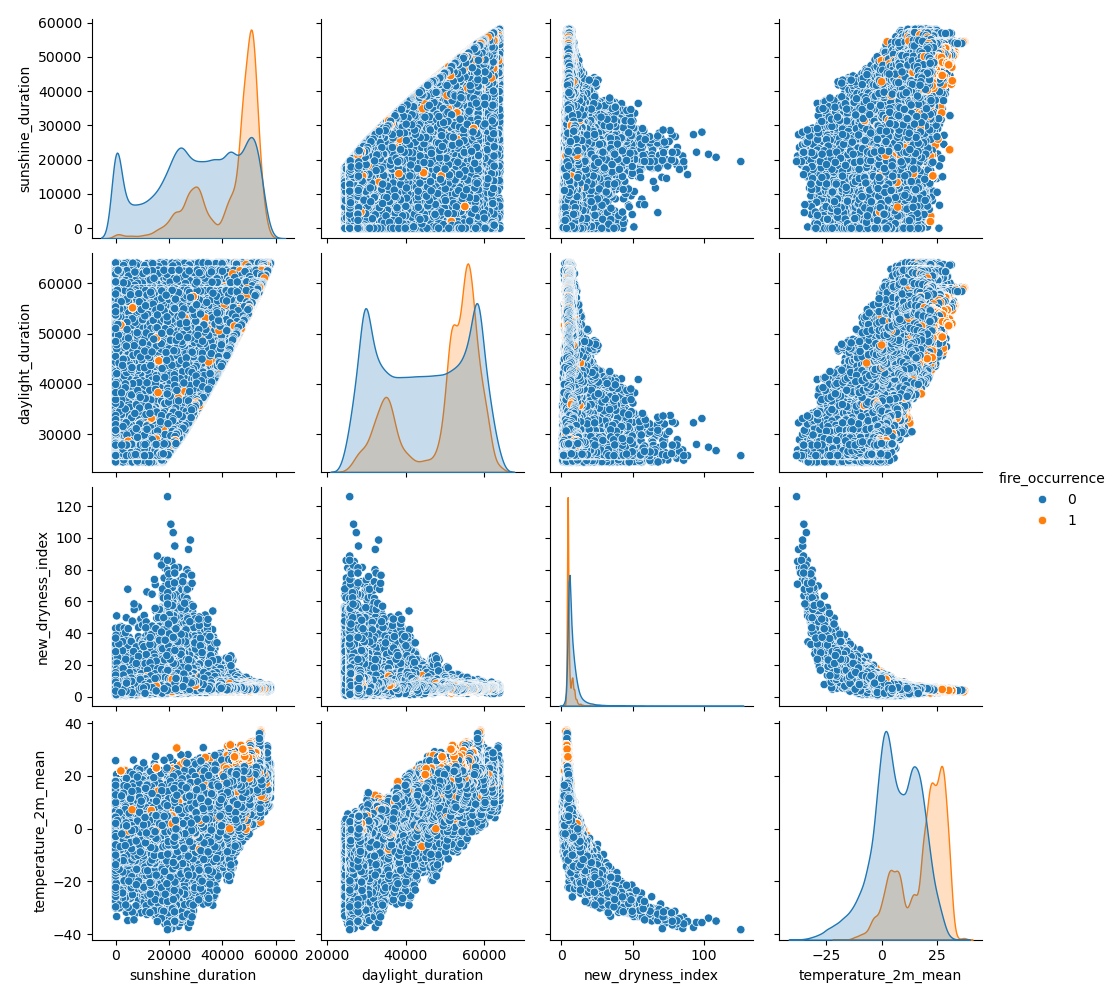 60000
50000
40000
30000
20000
10000
0
sunshine_duration
60000
50000
40000
30000
daylight_duration
fire_occurrence
0
1
120
100
80
60
40
20
0
new_dryness_index
40
20
0
−20
−40
temperature_2m_mean
0 20000 40000 60000
20000 40000 60000
0 50 100
−25 0 25
sunshine_duration
daylight_duration
new_dryness_index
temperature_2m_mean